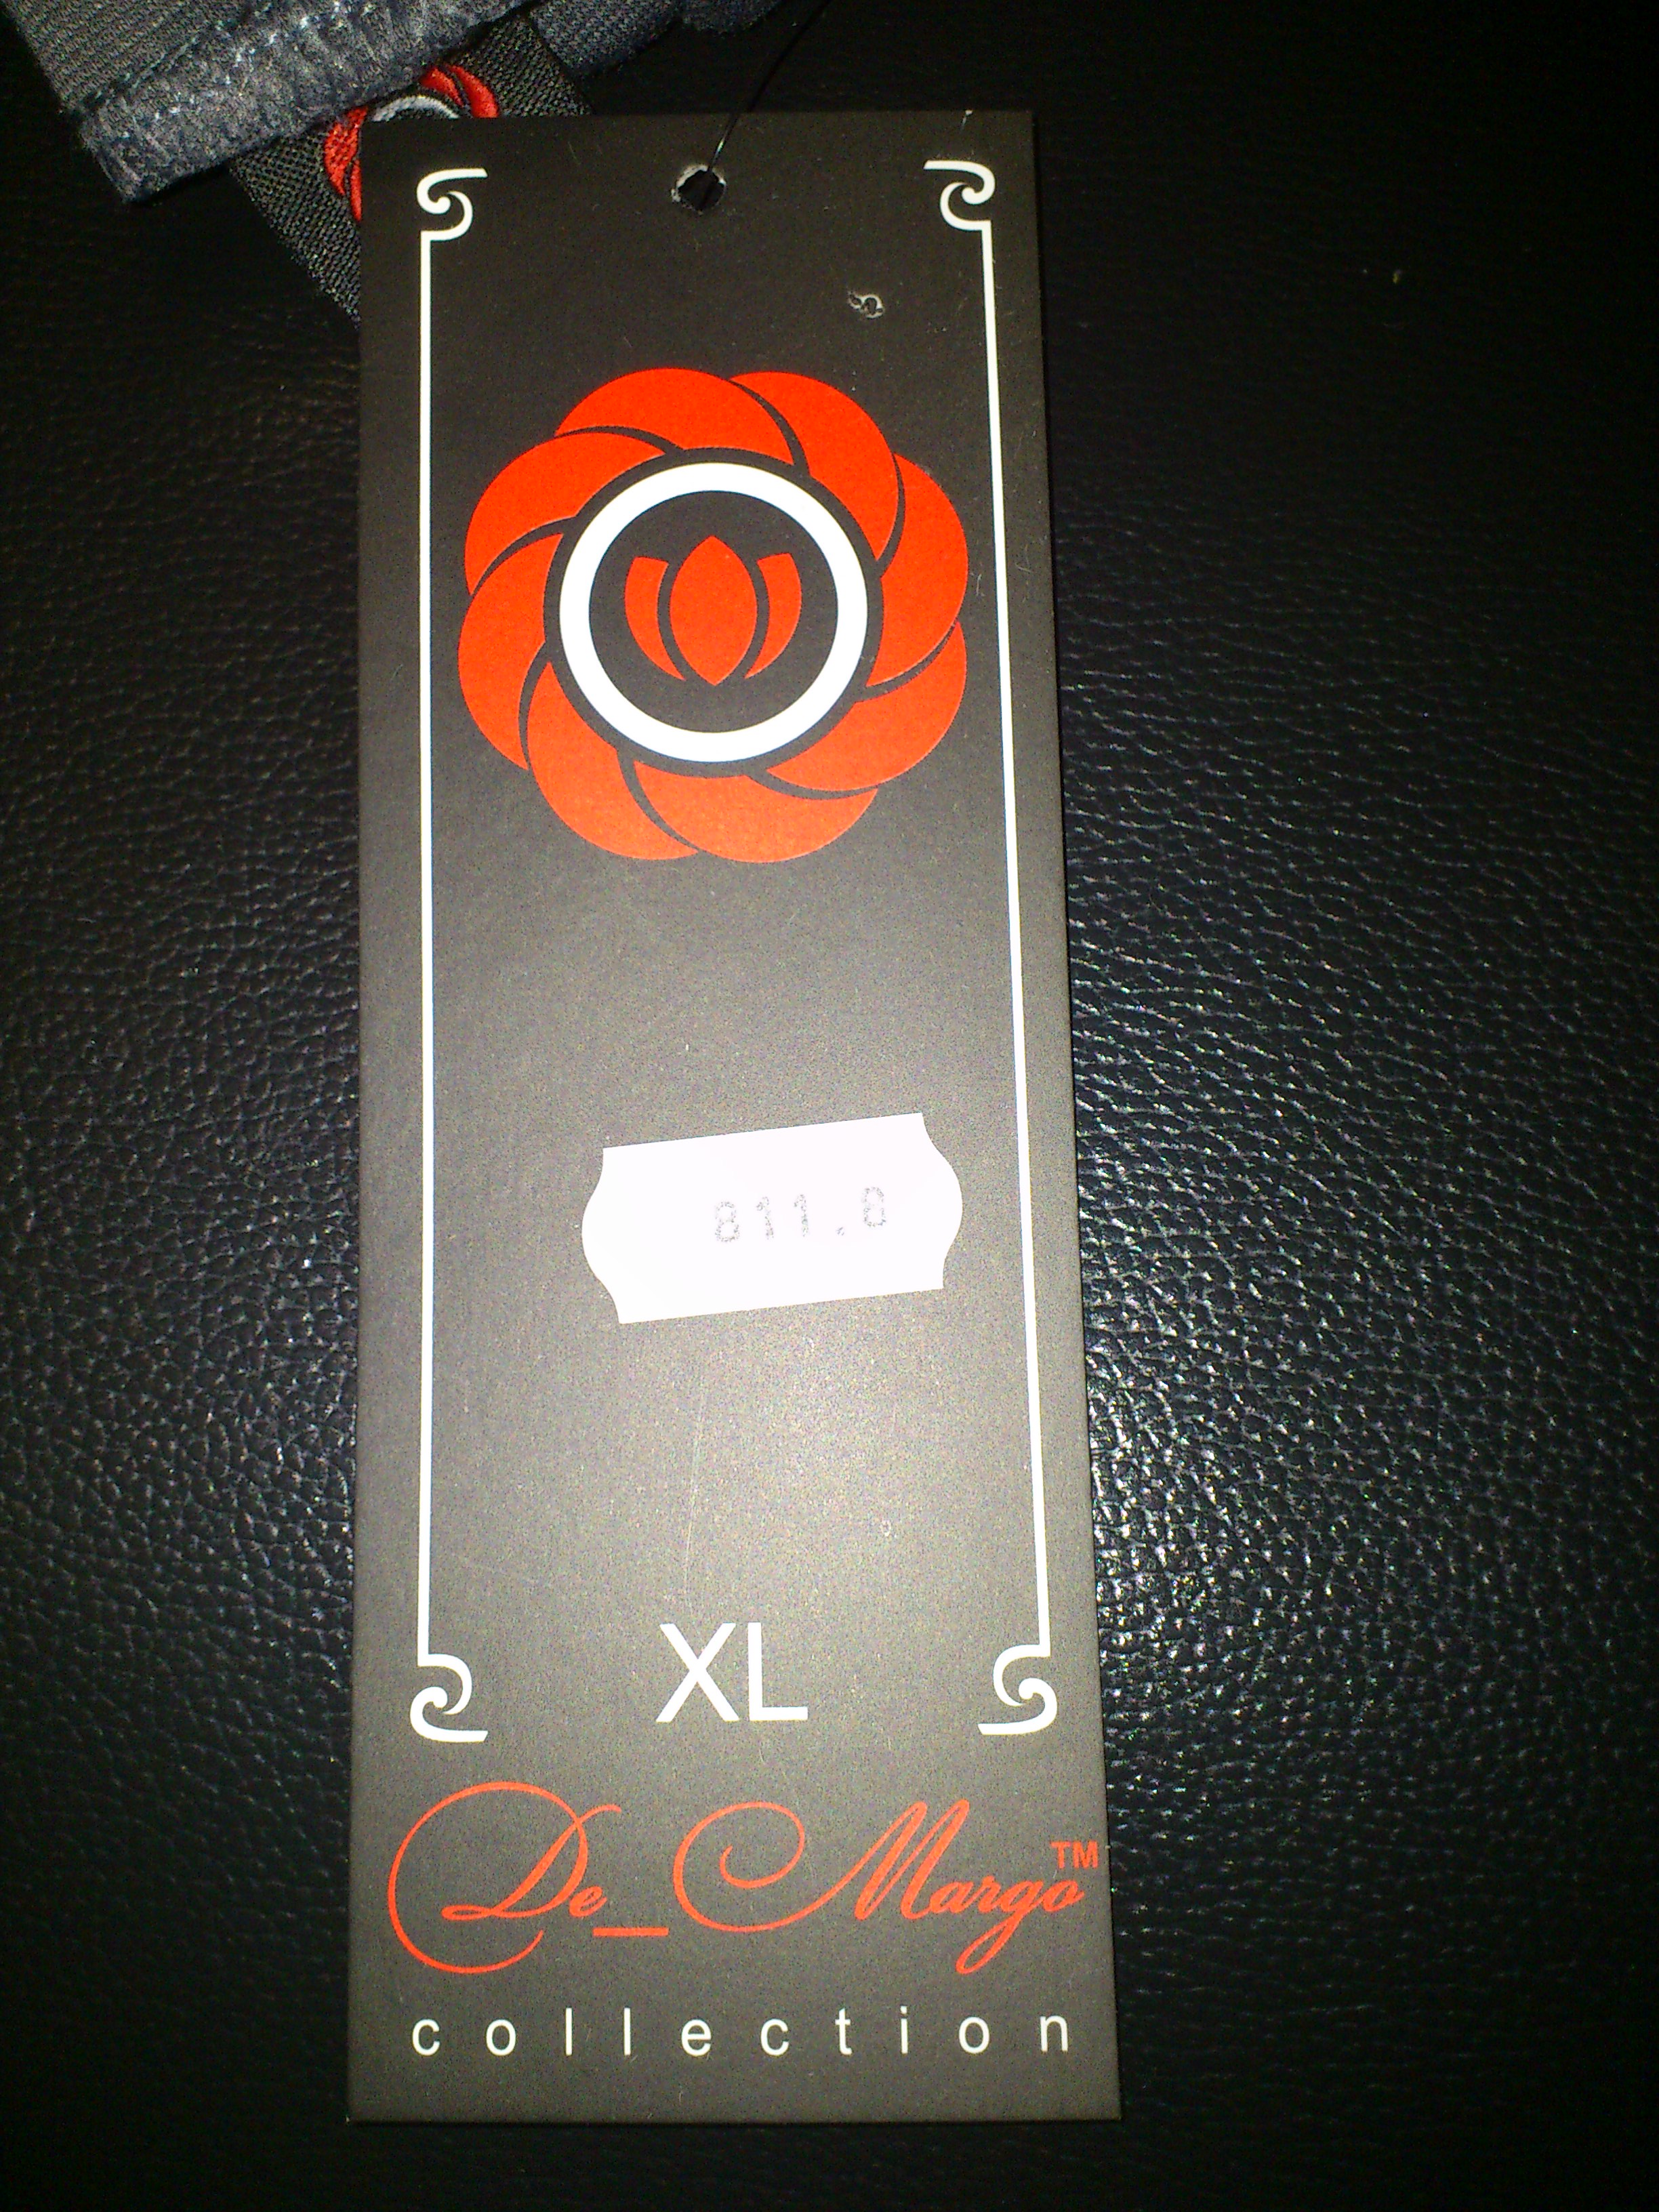 811.8
XL
De_Margo™
collection